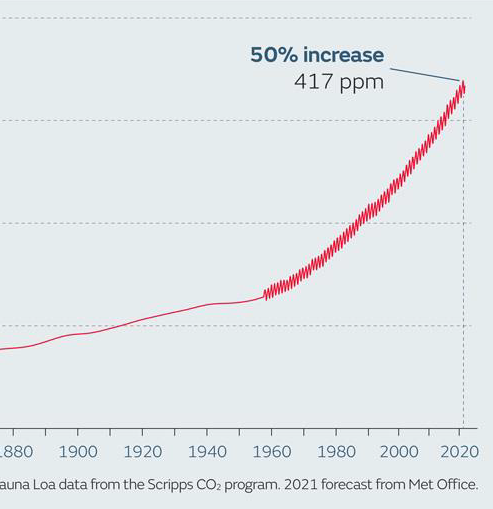 50% increase
417 ppm
1880 1900 1920 1940 1960 1980 2000 2020
auna Loa data from the Scripps CO₂ program. 2021 forecast from Met Office.